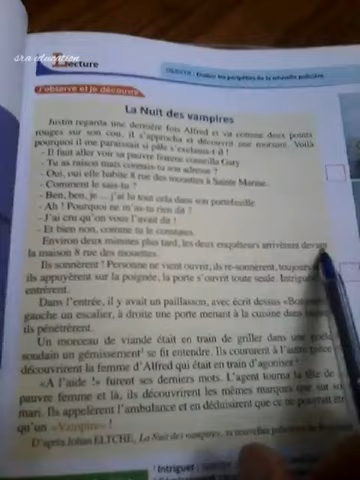 sra education
Lecture
OBJECTIF : Etudier les péripéties de la nouvelle policière.
J'observe et je découvre
La Nuit des vampires
Justin regarda une dernière fois Alfred et vit comme deux points
rouges sur son cou, il s'approcha et découvrit une morsure. Voilà
pourquoi il me paraissait si pâle s'exclama-t-il !
- Il faut aller voir sa pauvre femme conseilla Gary
- Tu as raison mais connais-tu son adresse ?
- Oui, oui elle habite 8 rue des mouettes à Sainte Marine.
- Comment le sais-tu ?
- Ben, ben, je ... j'ai lu tout cela dans son portefeuille
- Ah ! Pourquoi ne m'as-tu rien dit ?
- J'ai cru qu'on vous l'avait dit !
- Et bien non, comme tu le constates.
Environ deux minutes plus tard, les deux enquêteurs arrivèrent devant
la maison 8 rue des mouettes.
Ils sonnèrent ! Personne ne vient ouvrir, ils re-sonnèrent, toujours
ils appuyèrent sur la poignée, la porte s'ouvrit toute seule.
entrèrent.
Dans l'entrée, il y avait un paillasson, avec écrit dessus
gauche un escalier, à droite une porte menant à la cuisine dans
ils pénétrèrent.
Un morceau de viande était en train de griller dans une
soudain un gémissement² se fit entendre. Ils coururent à l'autre
découvrirent la femme d'Alfred qui était en train d'agoniser
«A l'aide !» furent ses derniers mots. L'agent tourna la tête de
pauvre femme et là, ils découvrirent les mêmes marques que sur
mari. Ils appelèrent l'ambulance et en déduisirent que ce ne pouvait être
qu'un «Vampire» !
D'après Johan ELTCHE, La Nuit des vampires,
¹ Intriguer :